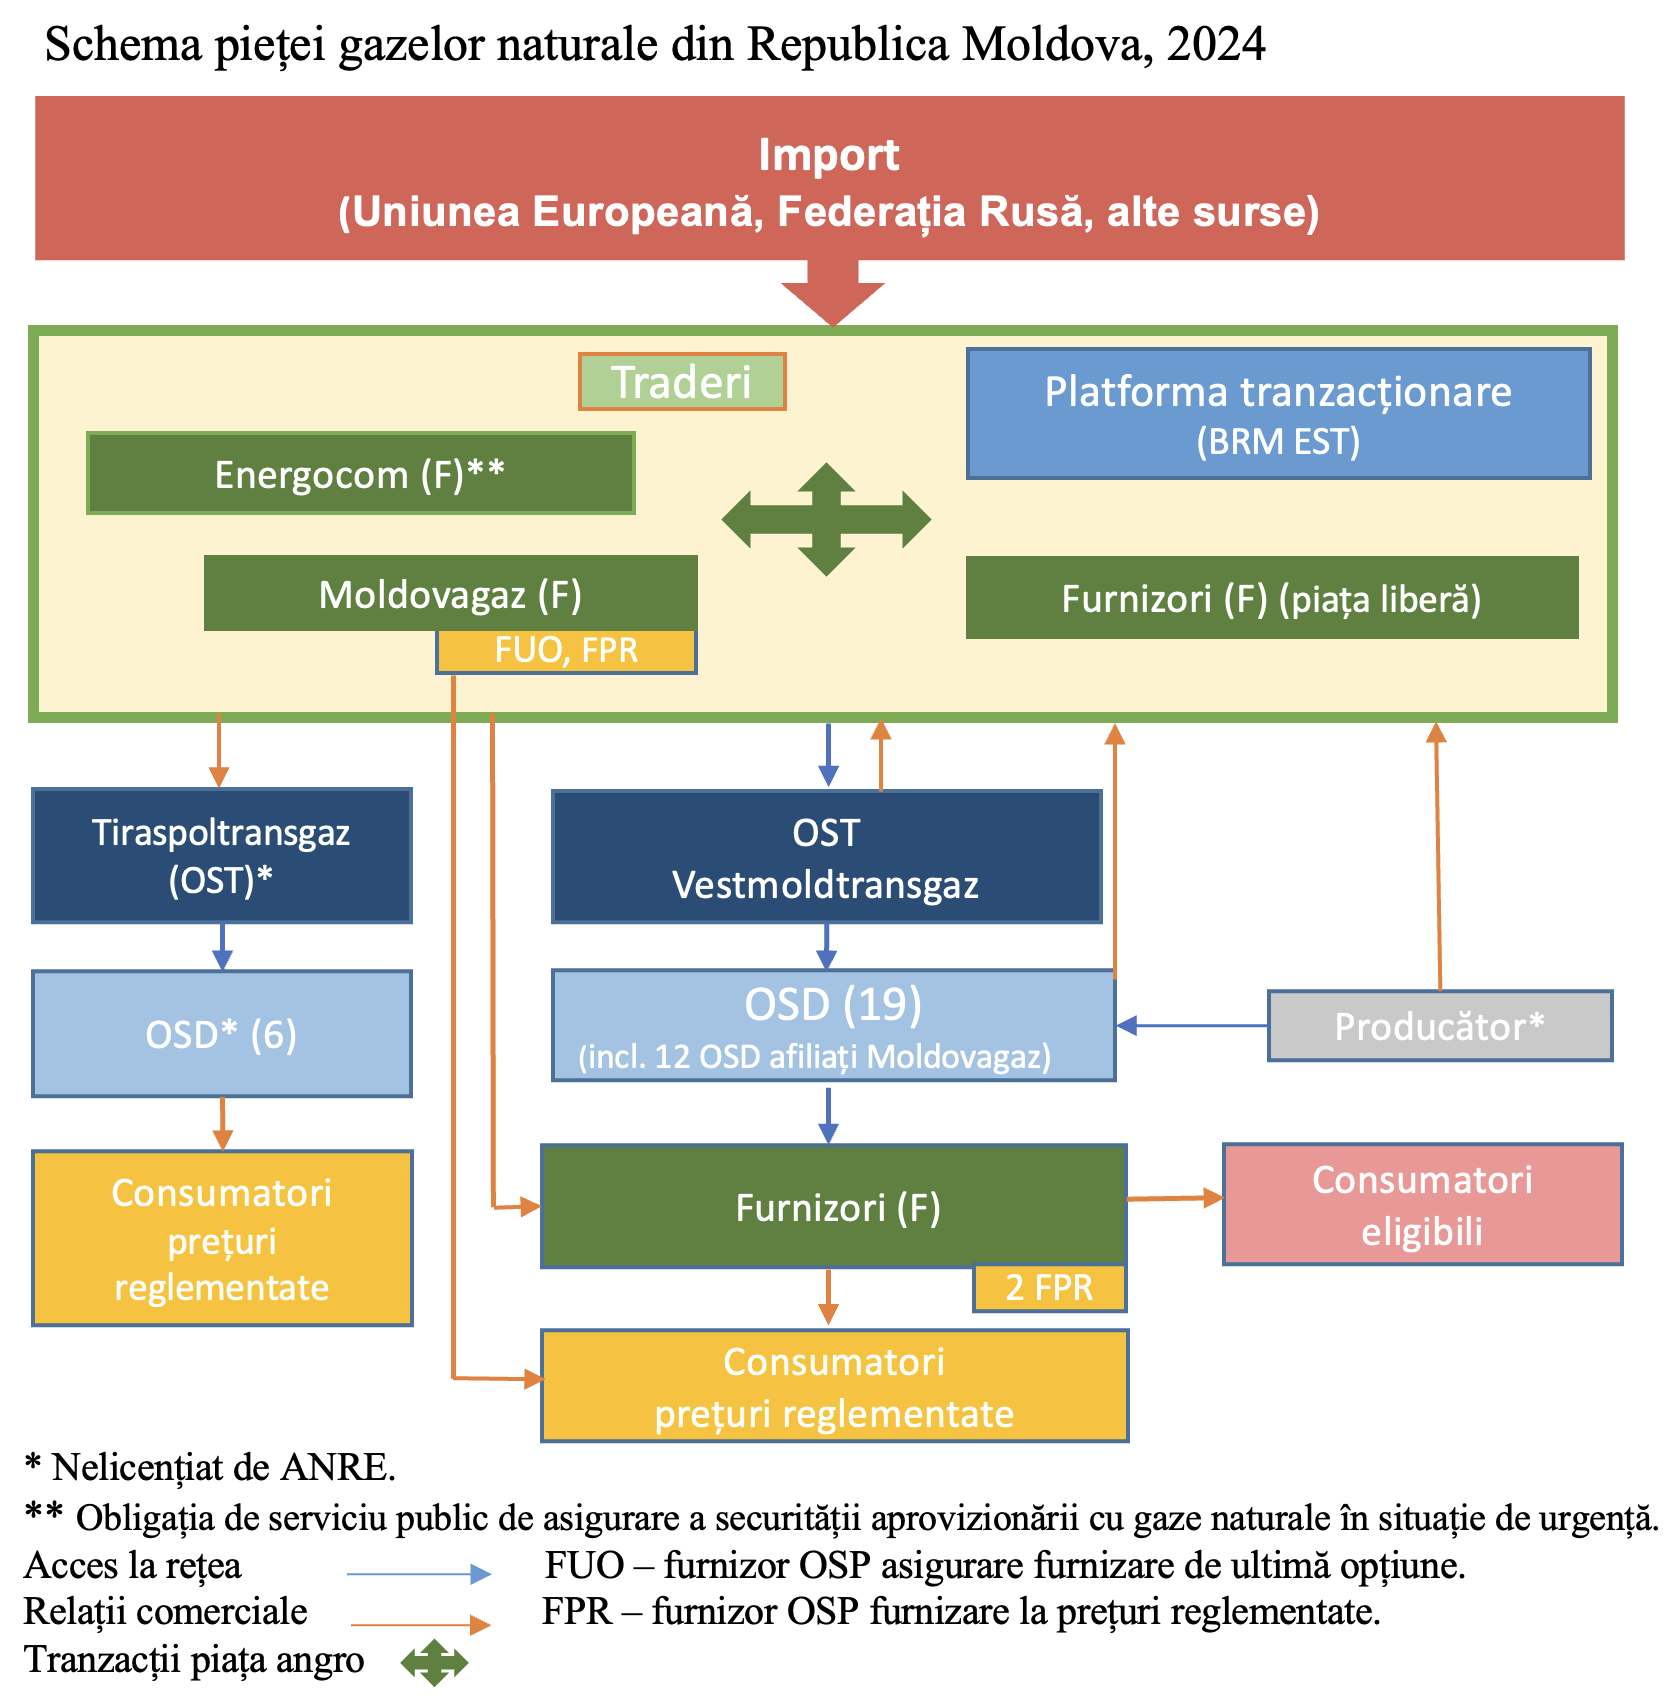 Schema pieței gazelor naturale din Republica Moldova, 2024
Import
(Uniunea Europeană, Federația Rusă, alte surse)
Traderi
Platforma tranzacționare
(BRM EST)
Energocom (F)**
Moldovagaz (F)
FUO, FPR
Furnizori (F) (piața liberă)
Tiraspoltransgaz
(OST)*
OST
Vestmoldtransgaz
OSD* (6)
OSD (19)
(incl. 12 OSD afiliați Moldovagaz)
Producător*
Consumatori
prețuri
reglementate
Furnizori (F)
2 FPR
Consumatori
eligibili
Consumatori
prețuri reglementate
* Nelicențiat de ANRE.
** Obligația de serviciu public de asigurare a securității aprovizionării cu gaze naturale în situație de urgență.
Acces la rețea
FUO – furnizor OSP asigurare furnizare de ultimă opțiune.
Relații comerciale
FPR – furnizor OSP furnizare la prețuri reglementate.
Tranzacții piața angro